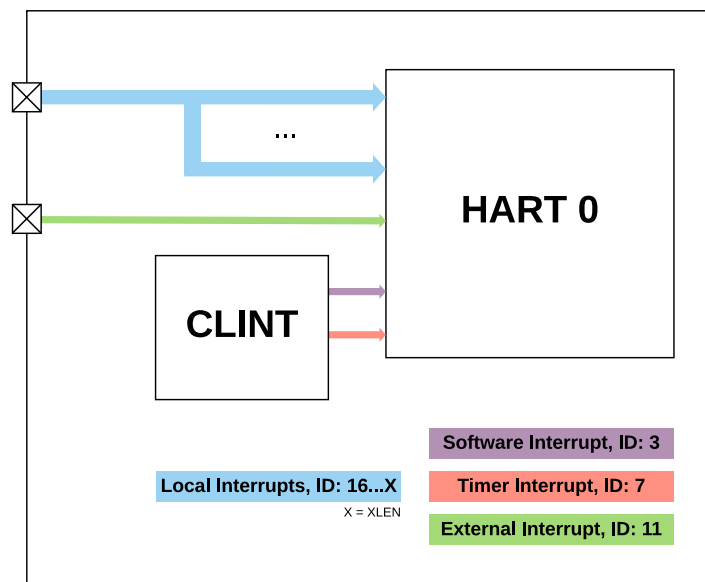 ...
HART 0
CLINT
Software Interrupt, ID: 3
Local Interrupts, ID: 16...X
Timer Interrupt, ID: 7
X = XLEN
External Interrupt, ID: 11